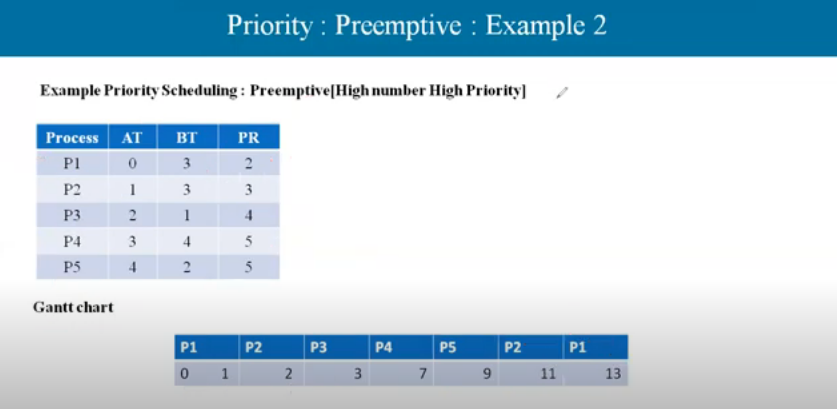 Priority : Preemptive : Example 2
Example Priority Scheduling : Preemptive[High number High Priority]
Process AT BT PR
P1 0 3 2
P2 1 3 3
P3 2 1 4
P4 3 4 5
P5 4 2 5
Gantt chart
P1 P2 P3 P4 P5 P2 P1
0 1 2 3 7 9 11 13